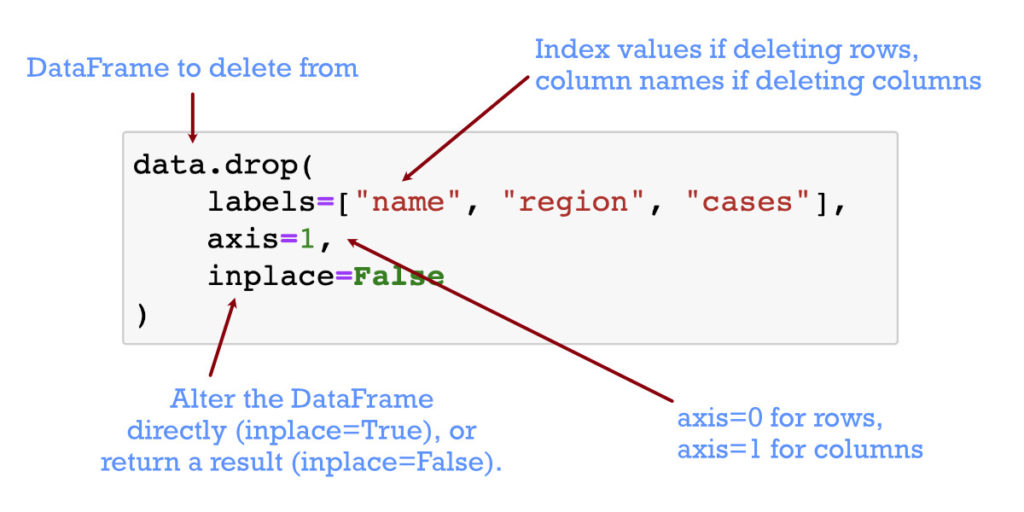 DataFrame to delete from
Index values if deleting rows,
column names if deleting columns
data.drop(
    labels=["name", "region", "cases"],
    axis=1,
    inplace=False
)
Alter the DataFrame
directly (inplace=True), or
return a result (inplace=False).
axis=0 for rows,
axis=1 for columns